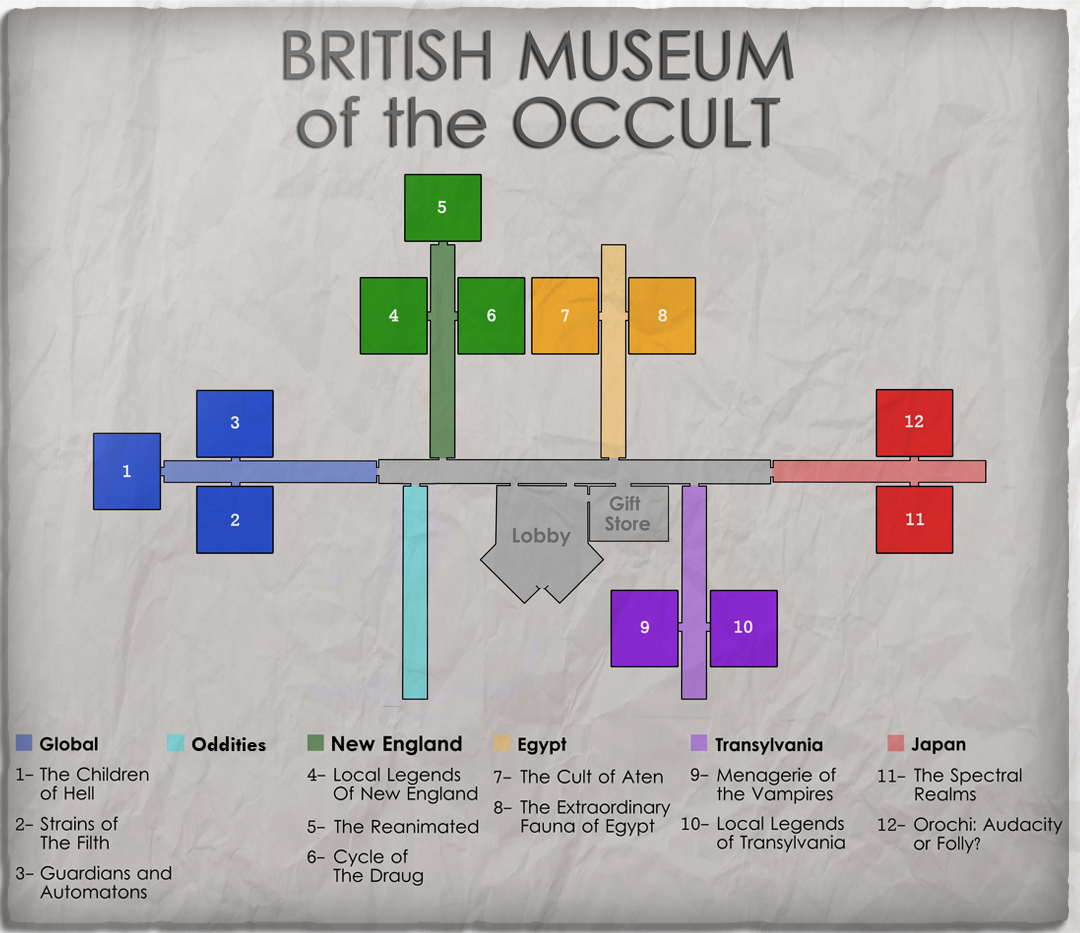 BRITISH MUSEUM
of the OCCULT
5
4
6
7
8
3
12
1
2
11
Lobby
Gift
Store
9
10
Global
1- The Children
of Hell
2- Strains of
The Filth
3- Guardians and
Automatons
Oddities
New England
4- Local Legends
Of New England
5- The Reanimated
6- Cycle of
The Draug
Egypt
7- The Cult of Aten
8- The Extraordinary
Fauna of Egypt
Transylvania
9- Menagerie of
the Vampires
10- Local Legends
of Transylvania
Japan
11- The Spectral
Realms
12- Orochi: Audacity
or Folly?